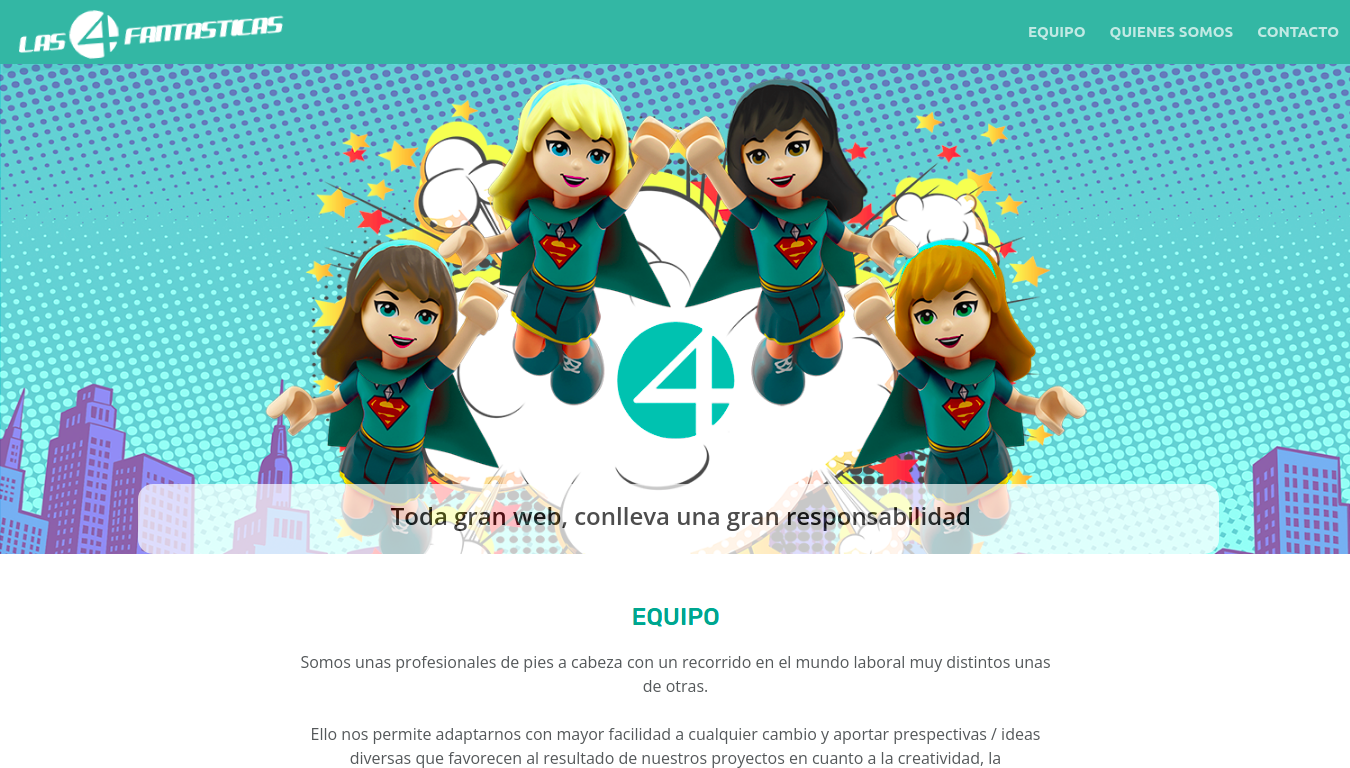 LAS 4 FANTASTICAS
EQUIPO QUIENES SOMOS CONTACTO
4
Toda gran web, conlleva una gran responsabilidad
EQUIPO
Somos unas profesionales de pies a cabeza con un recorrido en el mundo laboral muy distintos unas
de otras.
Ello nos permite adaptarnos con mayor facilidad a cualquier cambio y aportar prespectivas / ideas
diversas que favorecen al resultado de nuestros proyectos en cuanto a la creatividad, la